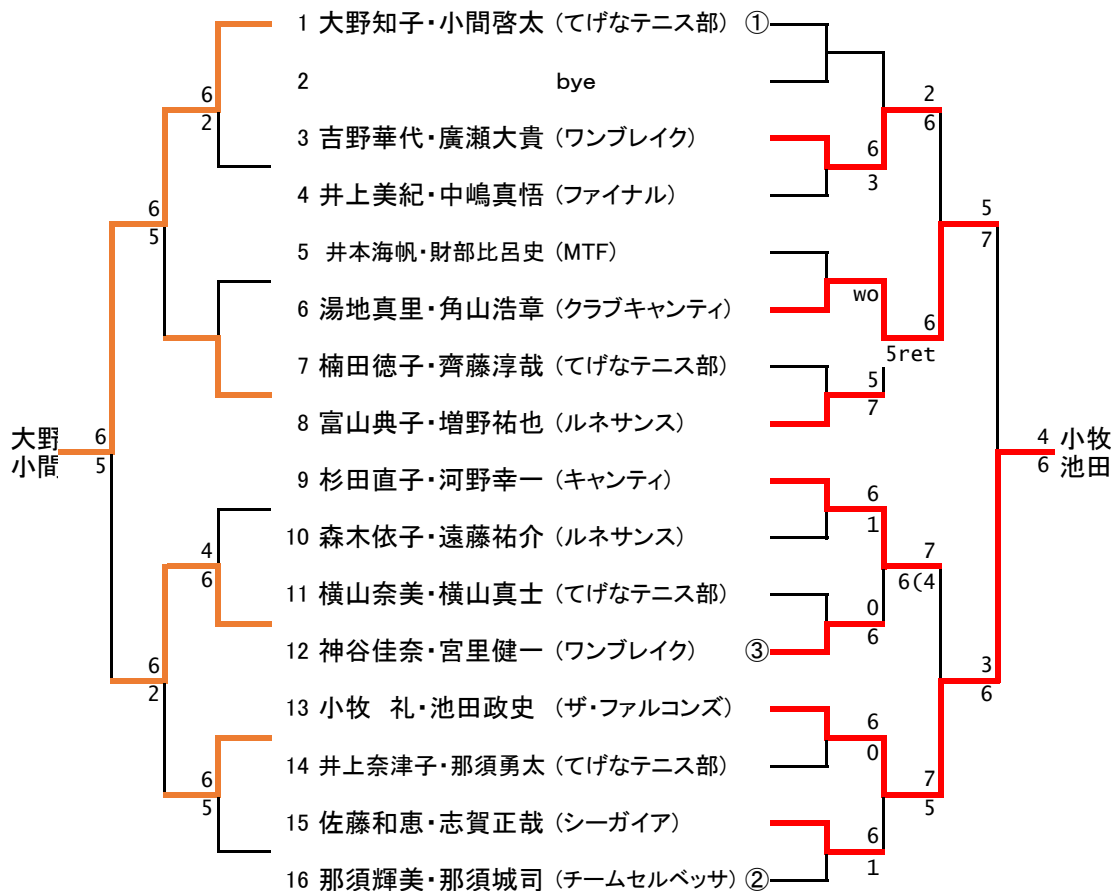 1 大野知子・小間啓太 (てげなテニス部) ①
2 bye
6 2 6
2 3 吉野華代・廣瀬大貴 (ワンブレイク) 6
4 井上美紀・中嶋真悟 (ファイナル) 3
6 5
5 5 井本海帆・財部比呂史 (MTF) 7
6 湯地真里・角山浩章 (クラブキャンティ) wo 6
7 楠田徳子・齊藤淳哉 (てげなテニス部) 5ret
5
8 富山典子・増野祐也 (ルネサンス) 7
大野 6 4 小牧
小間 5 6 池田
9 杉田直子・河野幸一 (キャンティ) 6
1
10 森木依子・遠藤祐介 (ルネサンス)
4 7
6 6(4
11 横山奈美・横山真士 (てげなテニス部) 0
6
12 神谷佳奈・宮里健一 (ワンブレイク) ③
6 3
2 6
13 小牧 礼・池田政史 (ザ・ファルコンズ) 6
0
14 井上奈津子・那須勇太 (てげなテニス部)
6 7
5 5
15 佐藤和恵・志賀正哉 (シーガイア) 6
1
16 那須輝美・那須城司 (チームセルベッサ) ②